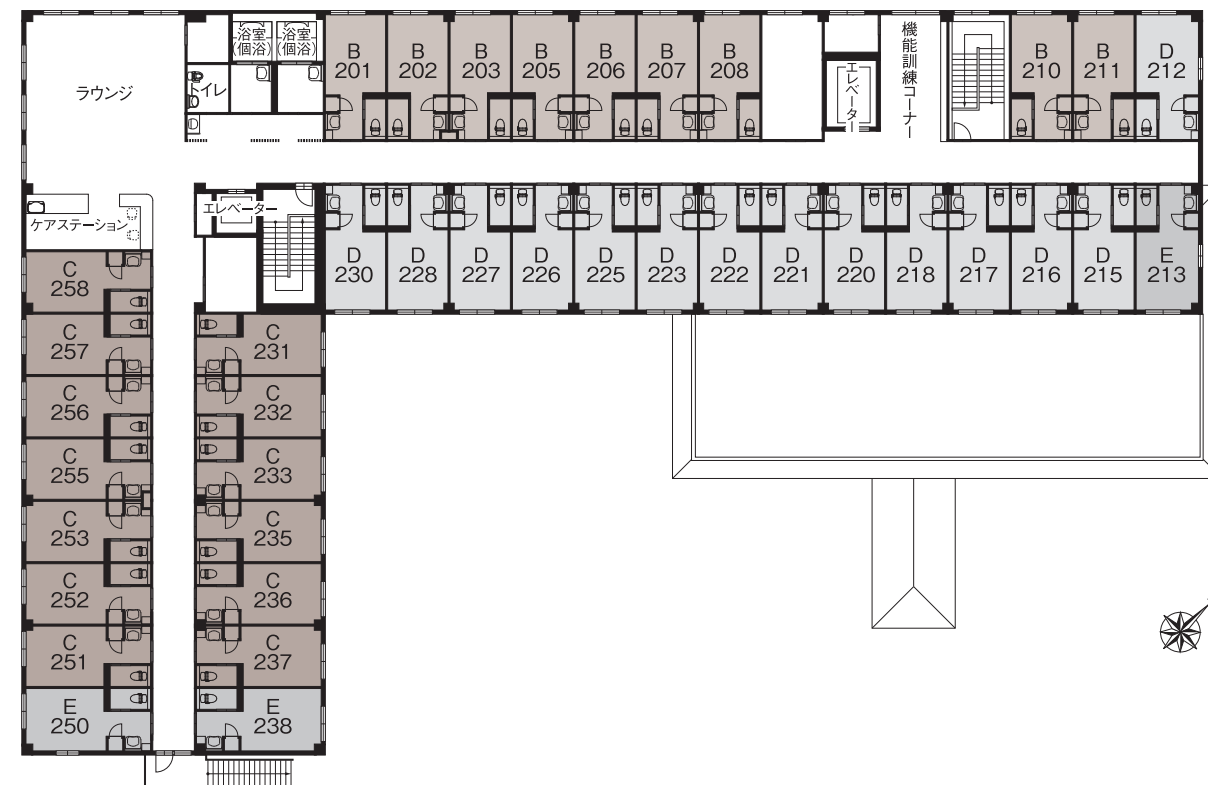 ラウンジ
浴室
(個浴)
浴室
(個浴)
トイレ
B
201
B
202
B
203
B
205
B
206
B
207
B
208
エレベーター
機能訓練コーナー
B
210
B
211
D
212
ケアステーション
エレベーター
D
230
D
228
D
227
D
226
D
225
D
223
D
222
D
221
D
220
D
218
D
217
D
216
D
215
E
213
C
258
C
257
C
256
C
255
C
253
C
252
C
251
E
250
C
231
C
232
C
233
C
235
C
236
C
237
E
238